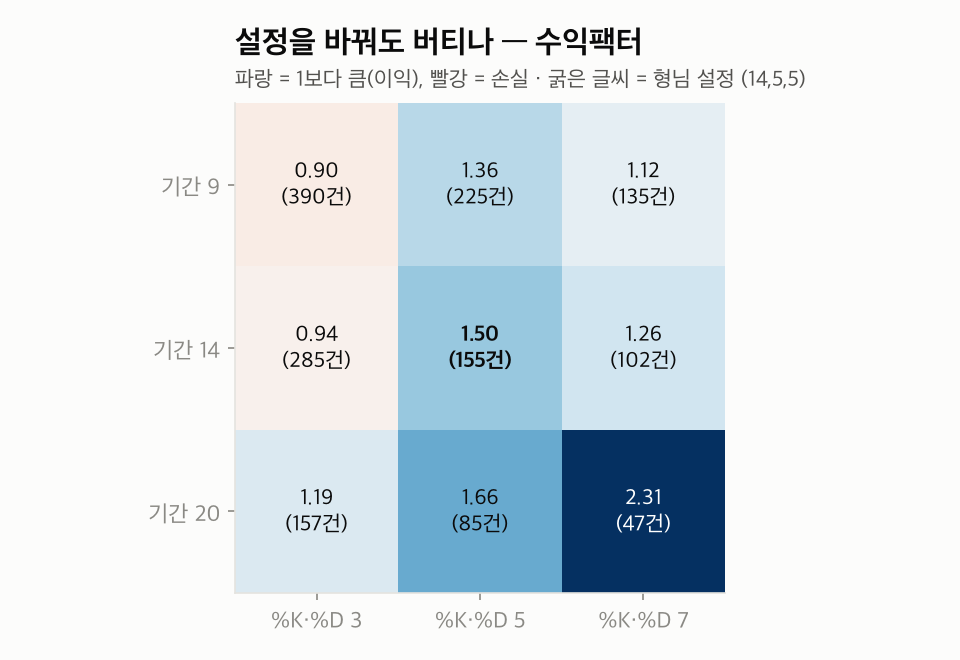 설정을 바꿔도 버티나 — 수익팩터
파랑 = 1보다 큼(이익), 빨강 = 손실 · 굵은 글씨 = 형님 설정 (14,5,5)
기간 9
0.90
(390건)
1.36
(225건)
1.12
(135건)
기간 14
0.94
(285건)
1.50
(155건)
1.26
(102건)
기간 20
1.19
(157건)
1.66
(85건)
2.31
(47건)
%K·%D 3
%K·%D 5
%K·%D 7